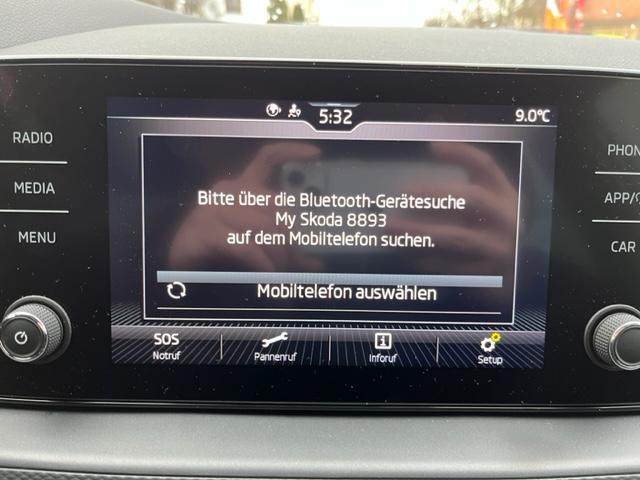 5:32
9.0°C
RADIO
MEDIA
MENU
PHON
APP/
CAR
Bitte über die Bluetooth-Gerätesuche
My Skoda 8893
auf dem Mobiltelefon suchen.
Mobiltelefon auswählen
SOS
Notruf
Pannenruf
i
Inforuf
Setup